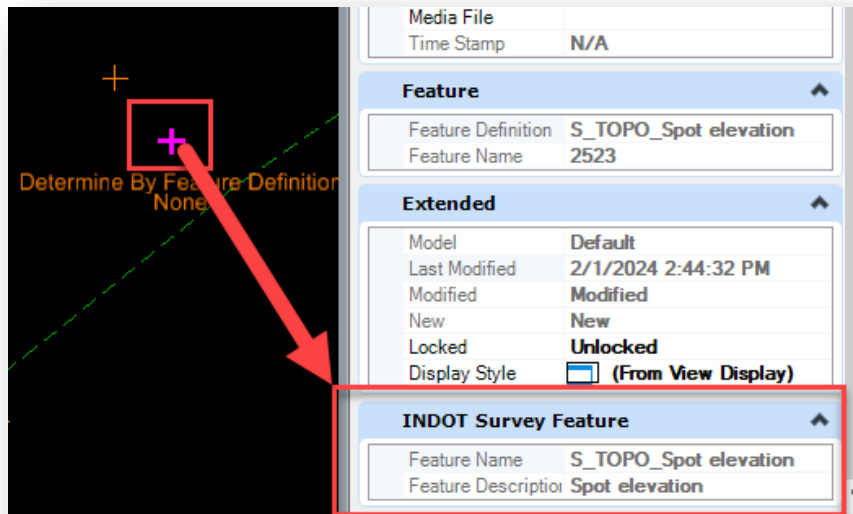 Determine By Feature Definition
None
Media File
Time Stamp N/A
Feature
Feature Definition S_TOPO_Spot elevation
Feature Name 2523
Extended
Model Default
Last Modified 2/1/2024 2:44:32 PM
Modified Modified
New New
Locked Unlocked
Display Style (From View Display)
INDOT Survey Feature
Feature Name S_TOPO_Spot elevation
Feature Descriptio Spot elevation